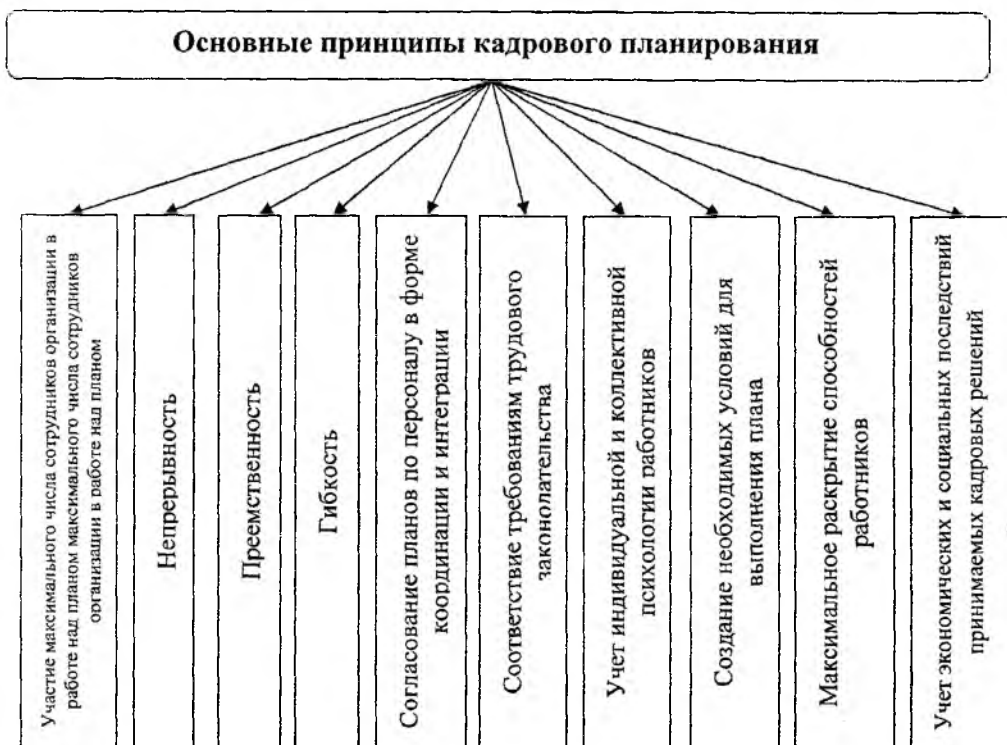 Основные принципы кадрового планирования
Участие максимального числа сотрудников организации в
работе над планом максимального числа сотрудников
организации в работе над планом
Непрерывность
Преемственность
Гибкость
Согласование планов по персоналу в форме
координации и интеграции
Соответствие требованиям трудового
законодательства
Учет индивидуальной и коллективной
психологии работников
Создание необходимых условий для
выполнения плана
Максимальное раскрытие способностей
работников
Учет экономических и социальных последствий
принимаемых кадровых решений